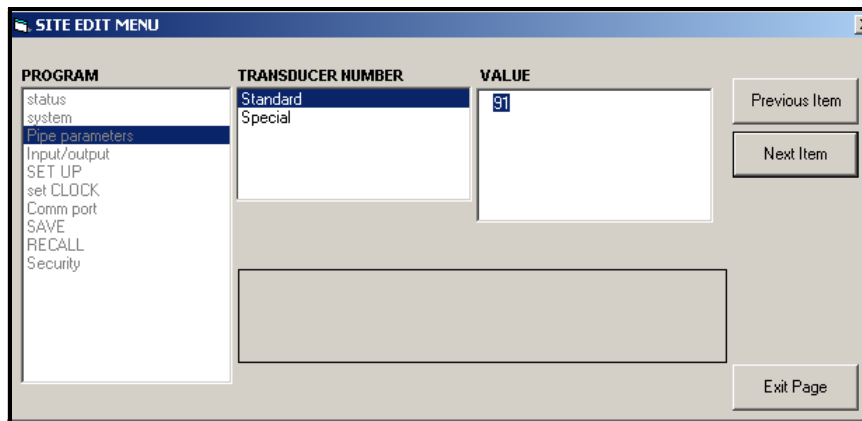 SITE EDIT MENU
PROGRAM
status
system
Pipe parameters
Input/output
SET UP
set CLOCK
Comm port
SAVE
RECALL
Security
TRANSDUCER NUMBER
Standard
Special
VALUE
91
Previous Item
Next Item
Exit Page